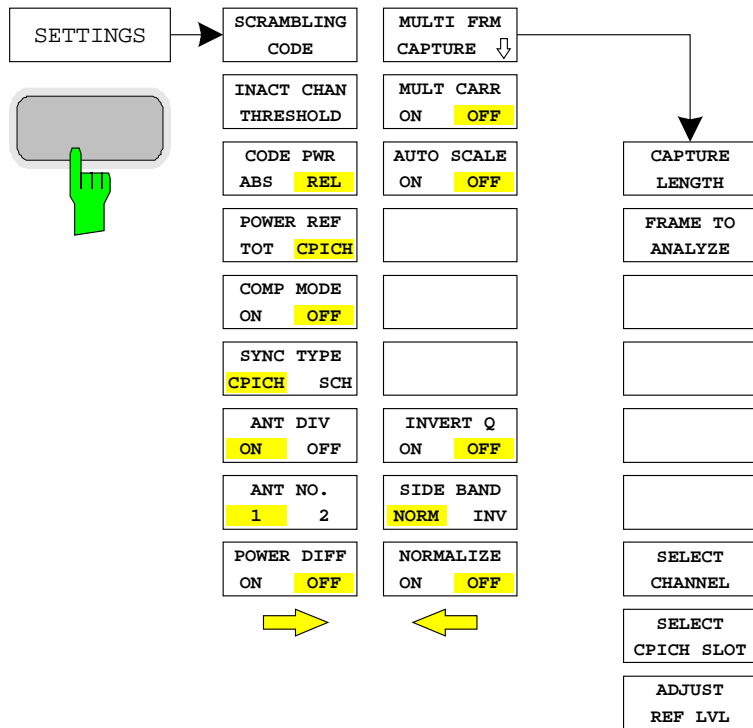 SETTINGS
SCRAMBLING
CODE
INACT CHAN
THRESHOLD
CODE PWR
ABS REL
POWER REF
TOT CPICH
COMP MODE
ON OFF
SYNC TYPE
CPICH SCH
ANT DIV
ON OFF
ANT NO.
1 2
POWER DIFF
ON OFF
MULTI FRM
CAPTURE
MULT CARR
ON OFF
AUTO SCALE
ON OFF
INVERT Q
ON OFF
SIDE BAND
NORM INV
NORMALIZE
ON OFF
CAPTURE
LENGTH
FRAME TO
ANALYZE
SELECT
CHANNEL
SELECT
CPICH SLOT
ADJUST
REF LVL